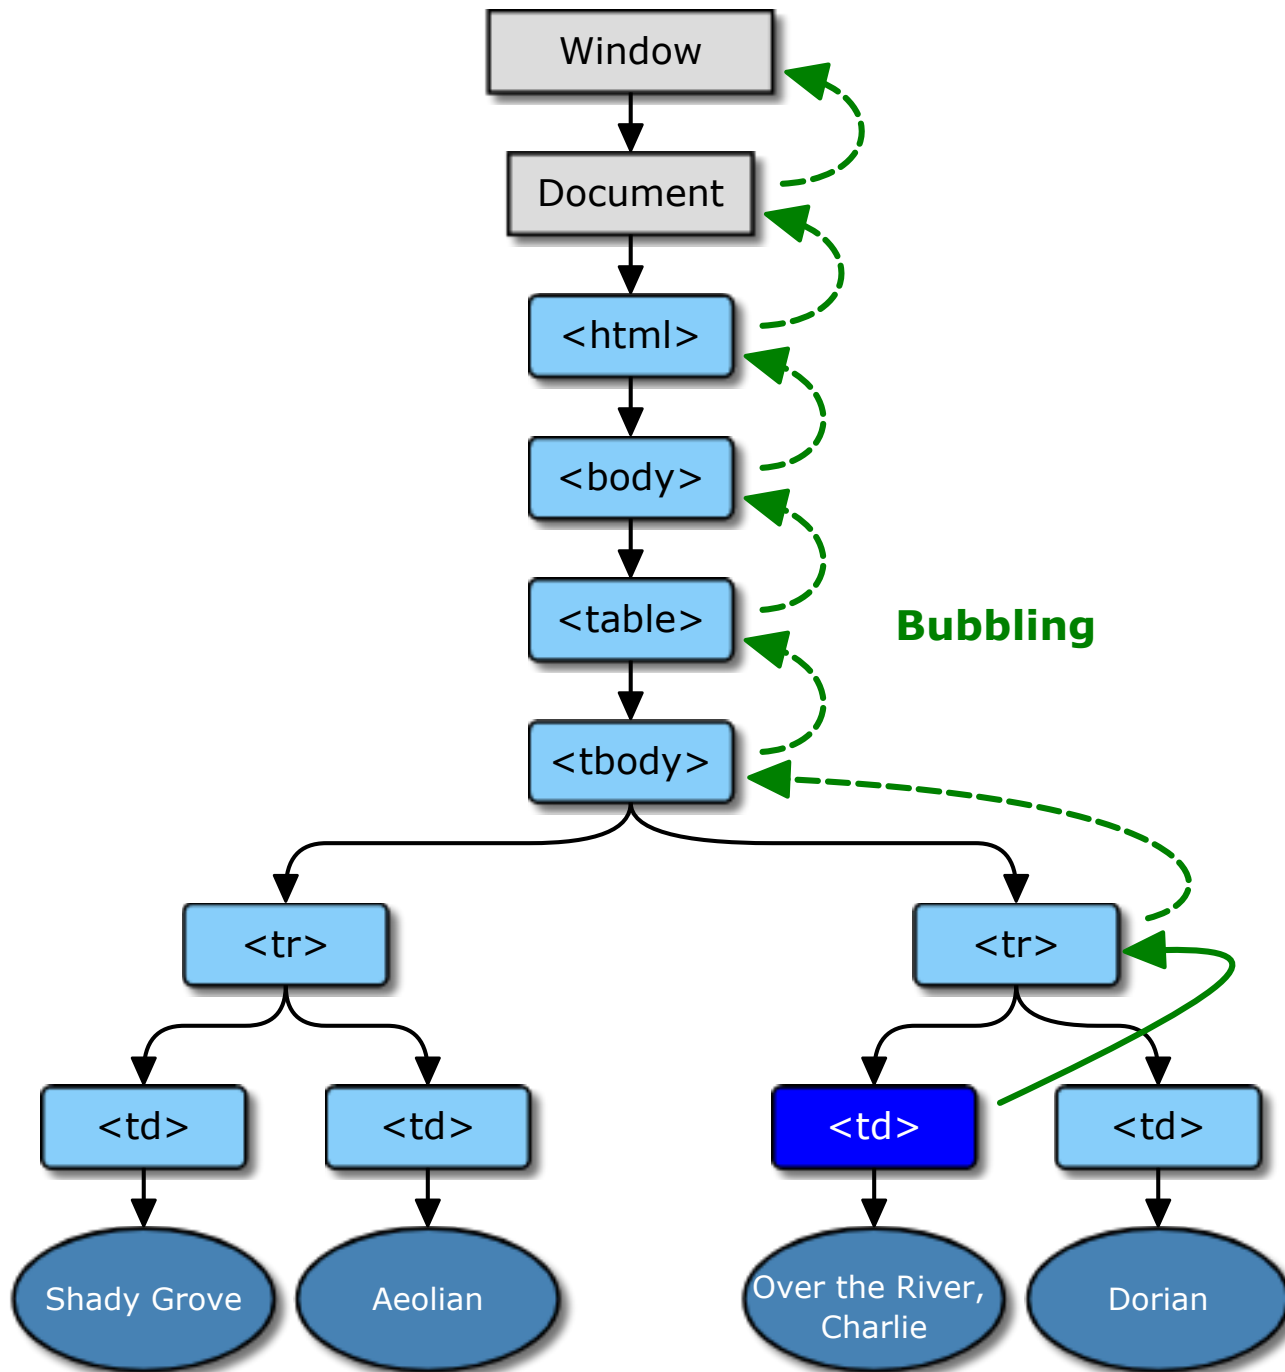 Window
Document
<html>
<body>
<table>
Bubbling
<tbody>
<tr>
<tr>
<td>
<td>
<td>
<td>
Shady Grove
Aeolian
Over the River,
Charlie
Dorian